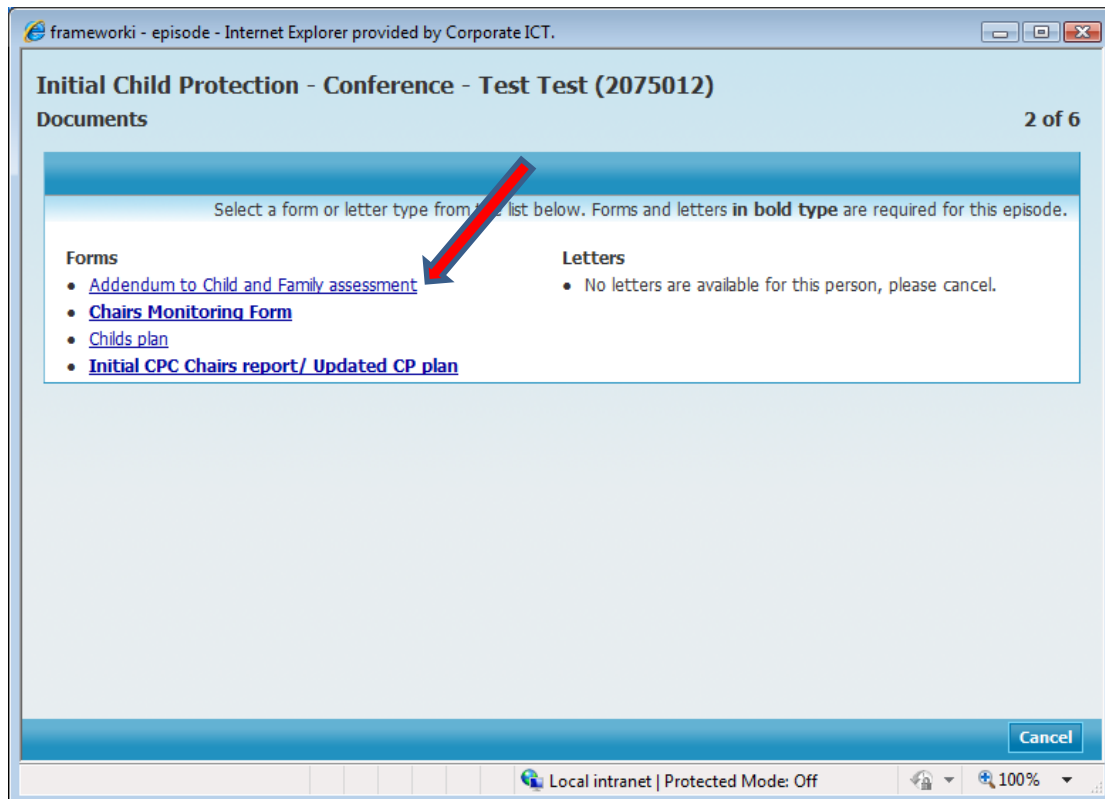 frameworki - episode - Internet Explorer provided by Corporate ICT.
Initial Child Protection - Conference - Test Test (2075012)
Documents
2 of 6
Select a form or letter type from list below. Forms and letters in bold type are required for this episode.
Forms
Addendum to Child and Family assessment
Chairs Monitoring Form
Childs plan
Initial CPC Chairs report/ Updated CP plan
Letters
No letters are available for this person, please cancel.
Cancel
Local intranet | Protected Mode: Off
100%